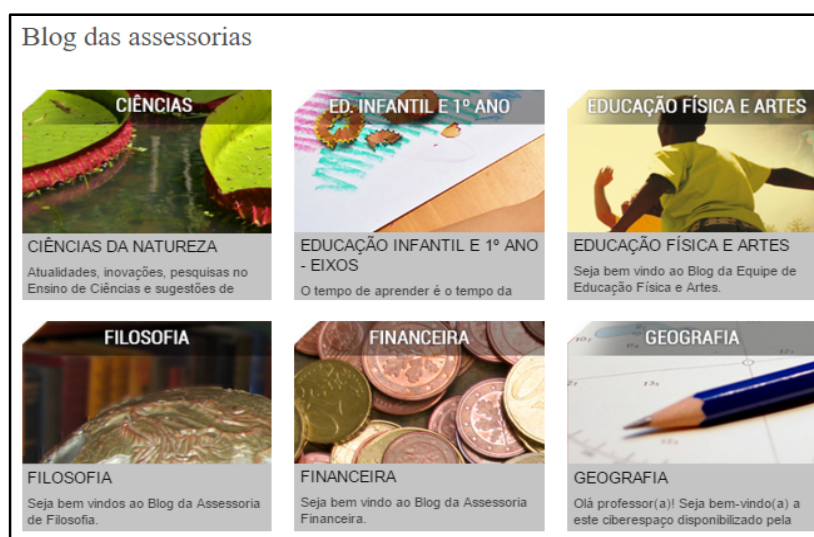 Blog das assessorias
CIÊNCIAS
ED. INFANTIL E 1º ANO
EDUCAÇÃO FÍSICA E ARTES
CIÊNCIAS DA NATUREZA
Atualidades, inovações, pesquisas no
Ensino de Ciências e sugestões de
EDUCAÇÃO INFANTIL E 1º ANO
- EIXOS
O tempo de aprender é o tempo da
EDUCAÇÃO FÍSICA E ARTES
Seja bem vindo ao Blog da Equipe de
Educação Física e Artes.
FILOSOFIA
FINANCEIRA
GEOGRAFIA
FILOSOFIA
Seja bem vindos ao Blog da Assessoria
de Filosofia.
FINANCEIRA
Seja bem vindo ao Blog da Assessoria
Financeira.
GEOGRAFIA
Olá professor(a)! Seja bem-vindo(a) a
este ciberespaço disponibilizado pela